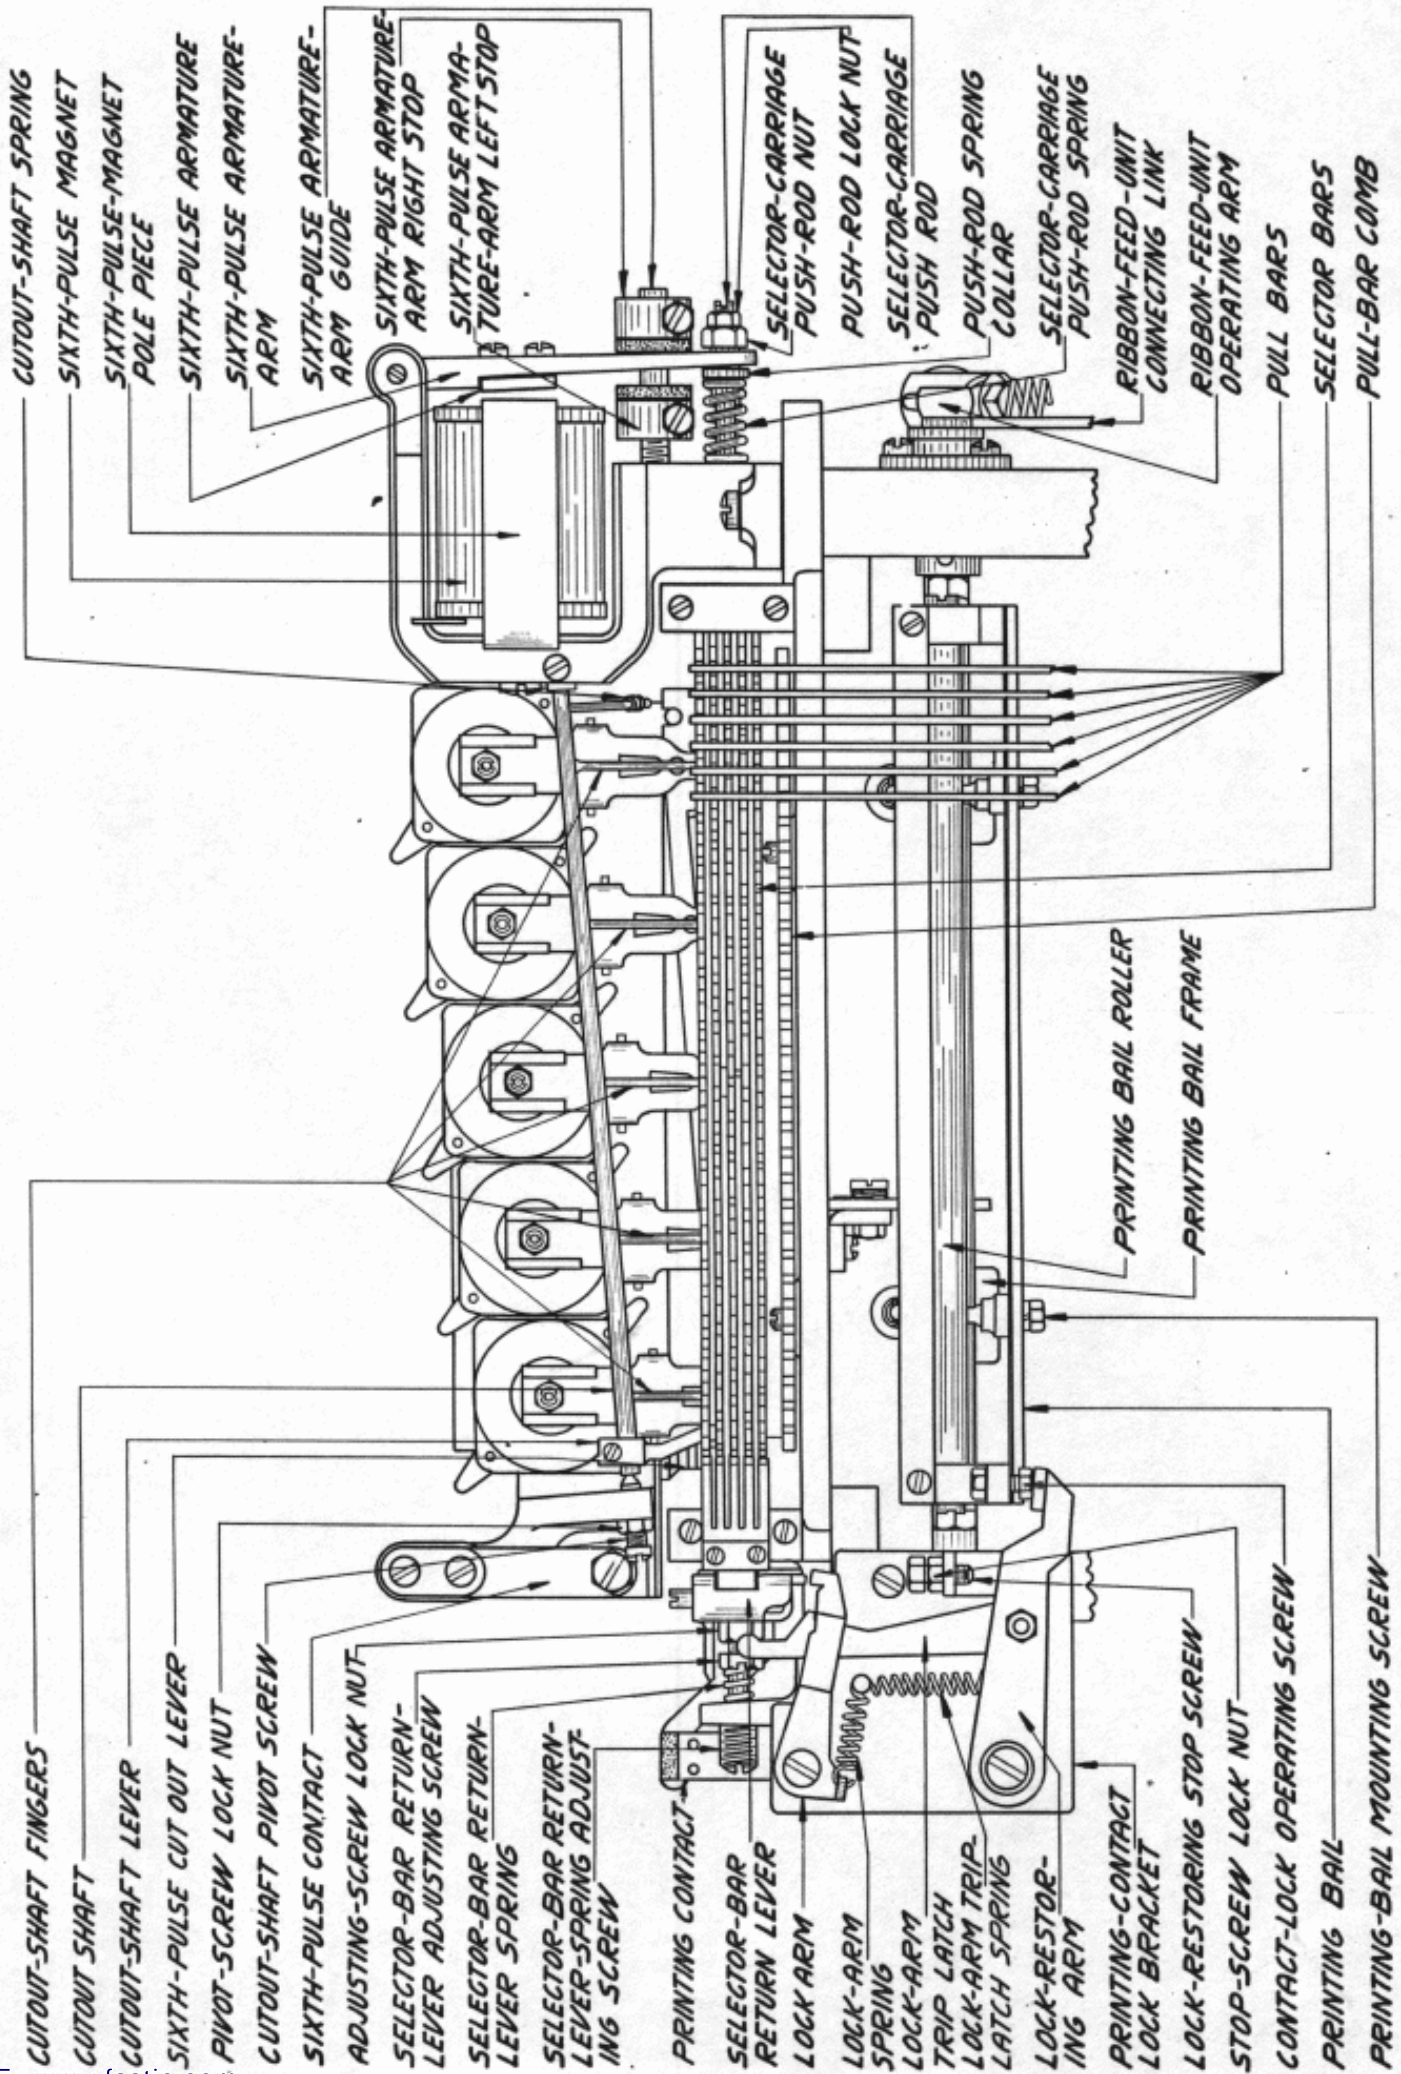 CUTOUT-SHAFT FINGERS
CUTOUT SHAFT
CUTOUT-SHAFT LEVER
SIXTH-PULSE CUT OUT LEVER
PIVOT-SCREW LOCK NUT
CUTOUT-SHAFT PIVOT SCREW
SIXTH-PULSE CONTACT
ADJUSTING-SCREW LOCK NUT
SELECTOR-BAR RETURN-
LEVER ADJUSTING SCREW
SELECTOR-BAR RETURN-
LEVER SPRING
SELECTOR-BAR RETURN-
LEVER-SPRING ADJUST-
ING SCREW
PRINTING CONTACT
SELECTOR-BAR
RETURN LEVER
LOCK ARM
LOCK-ARM
SPRING
LOCK-ARM
TRIP LATCH
LOCK-ARM TRIP-
LATCH SPRING
LOCK-RESTOR-
ING ARM
PRINTING-CONTACT
LOCK BRACKET
LOCK-RESTORING STOP SCREW
STOP-SCREW LOCK NUT
CONTACT-LOCK OPERATING SCREW
PRINTING BAIL
PRINTING-BAIL MOUNTING SCREW
PRINTING BAIL ROLLER
PRINTING BAIL FRAME
CUTOUT-SHAFT SPRING
SIXTH-PULSE MAGNET
SIXTH-PULSE-MAGNET
POLE PIECE
SIXTH-PULSE ARMATURE
SIXTH-PULSE ARMATURE-
ARM
SIXTH-PULSE ARMATURE-
ARM GUIDE
SIXTH-PULSE ARMATURE-
ARM RIGHT STOP
SIXTH-PULSE ARMA-
TURE-ARM LEFT STOP
SELECTOR-CARRIAGE
PUSH-ROD NUT
PUSH-ROD LOCK NUT
SELECTOR-CARRIAGE
PUSH ROD
PUSH-ROD SPRING
COLLAR
SELECTOR-CARRIAGE
PUSH-ROD SPRING
RIBBON-FEED-UNIT
CONNECTING LINK
RIBBON-FEED-UNIT
OPERATING ARM
PULL BARS
SELECTOR BARS
PULL-BAR COMB